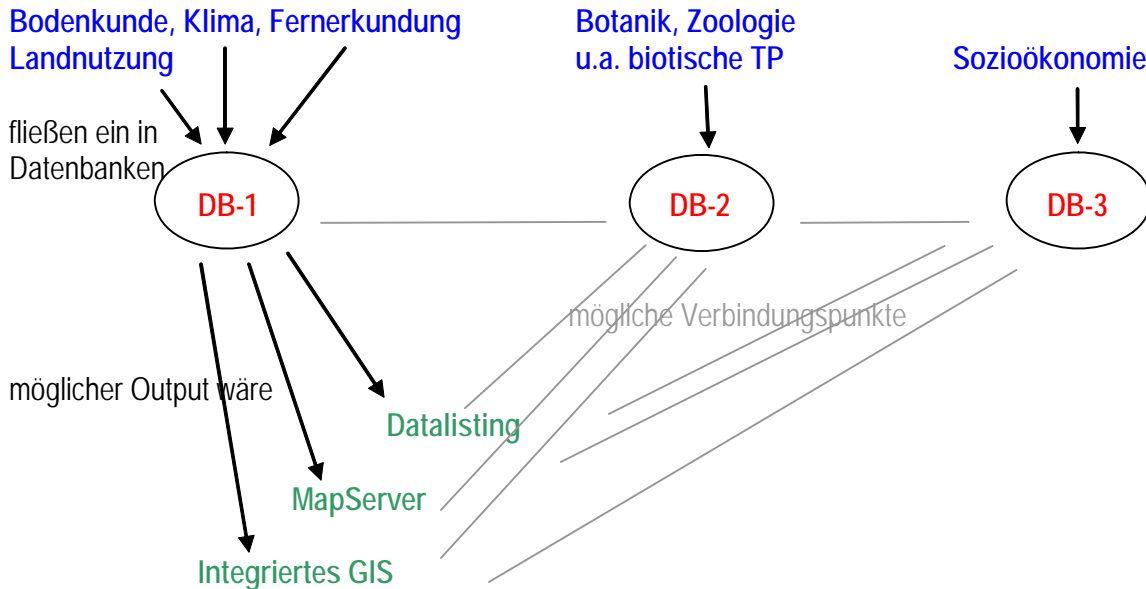 Bodenkunde, Klima, Fernerkundung
Landnutzung
Botanik, Zoologie
u.a. biotische TP
Sozioökonomie
fließen ein in
Datenbanken
DB-1
DB-2
DB-3
mögliche Verbindungspunkte
möglicher Output wäre
Datalisting
MapServer
Integriertes GIS